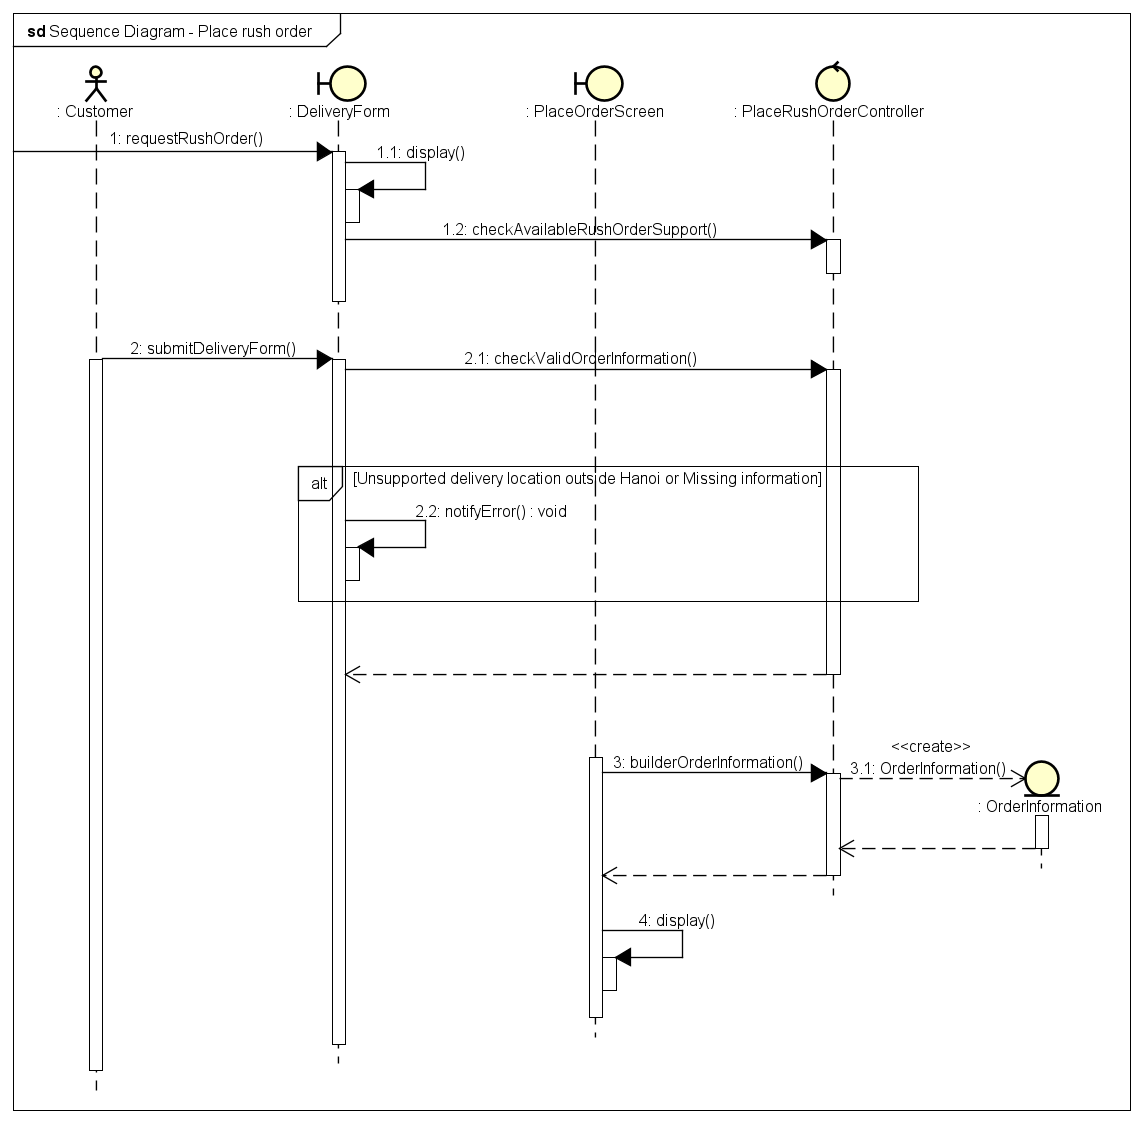 sd Sequence Diagram - Place rush order
: Customer
: DeliveryForm
: PlaceOrderScreen
: PlaceRushOrderController
1: requestRushOrder()
1.1: display()
1.2: checkAvailableRushOrderSupport()
2: submitDeliveryForm()
2.1: checkValidOrderInformation()
alt
[Unsupported delivery location outside Hanoi or Missing information]
2.2: notifyError() : void
<<create>>
3: builderOrderInformation()
3.1: OrderInformation()
: OrderInformation
4: display()